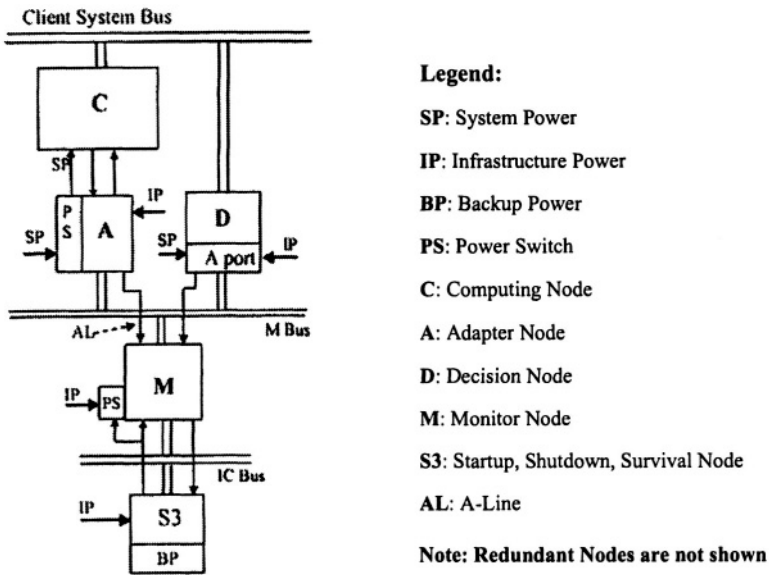 Client System Bus
C
SP
IP
P
S
A
SP
D
SP
IP
A port
AL
M Bus
M
IP
PS
IC Bus
IP
S3
BP
Legend:
SP: System Power
IP: Infrastructure Power
BP: Backup Power
PS: Power Switch
C: Computing Node
A: Adapter Node
D: Decision Node
M: Monitor Node
S3: Startup, Shutdown, Survival Node
AL: A-Line
Note: Redundant Nodes are not shown